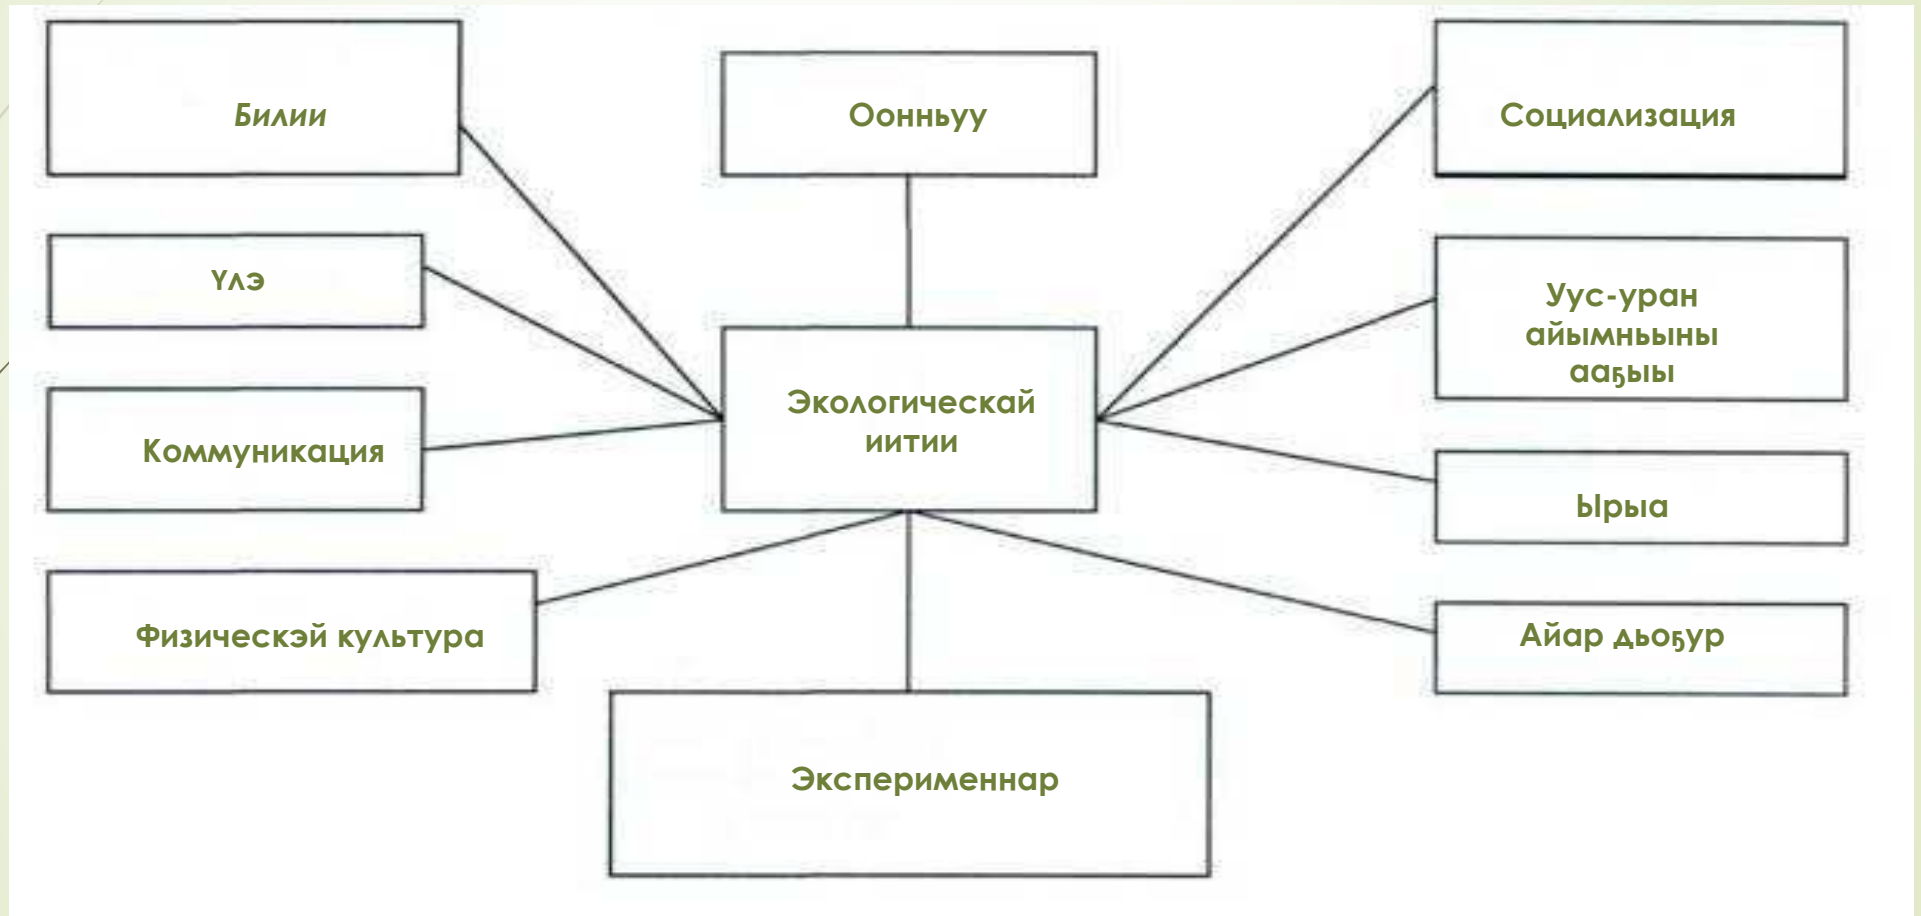 Билии
Оонньуу
Социализация
Үлэ
Уус-уран
айымньыны
ааҕыы
Экологическай
иитии
Коммуникация
Ырыа
Физическэй культура
Айар дьоҕур
Эксперименнар